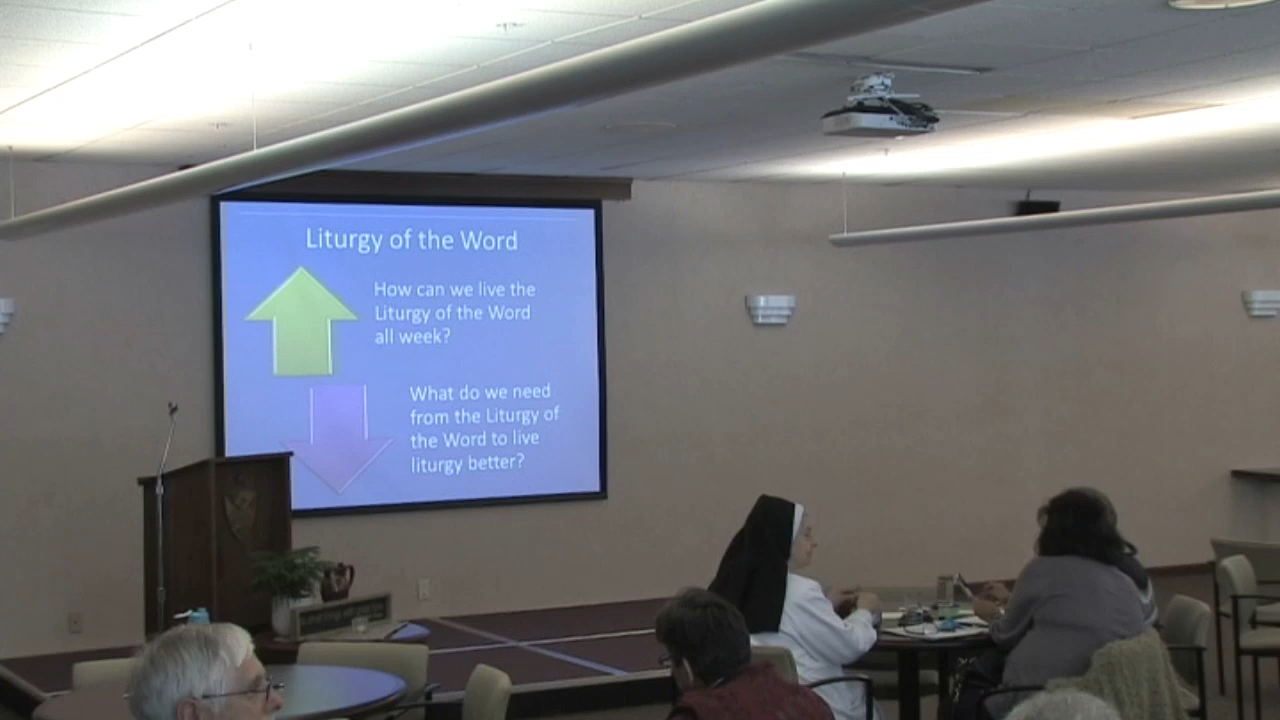 Liturgy of the Word
How can we live the
Liturgy of the Word
all week?
What do we need
from the Liturgy of
the Word to live
liturgy better?